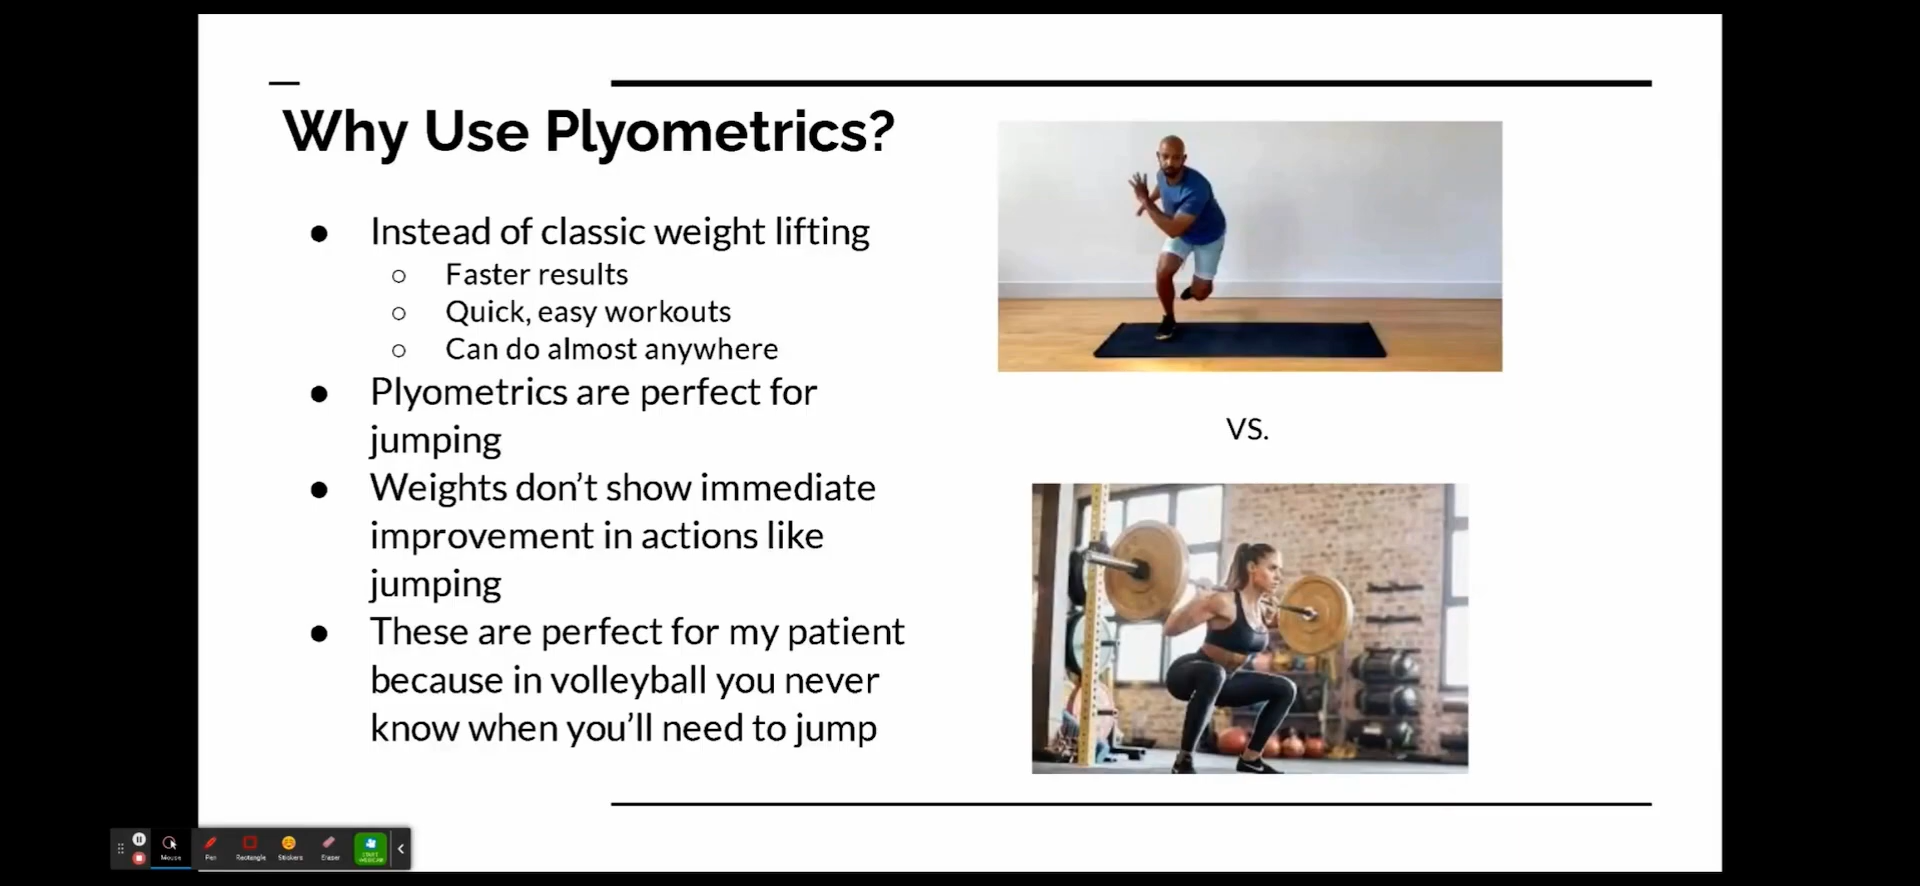 Why Use Plyometrics?
● Instead of classic weight lifting
○ Faster results
○ Quick, easy workouts
○ Can do almost anywhere
● Plyometrics are perfect for
jumping
● Weights don’t show immediate
improvement in actions like
jumping
● These are perfect for my patient
because in volleyball you never
know when you’ll need to jump
VS.
Mouse
Pen
Rectangle
Stickers
Eraser
START
WEBCAM